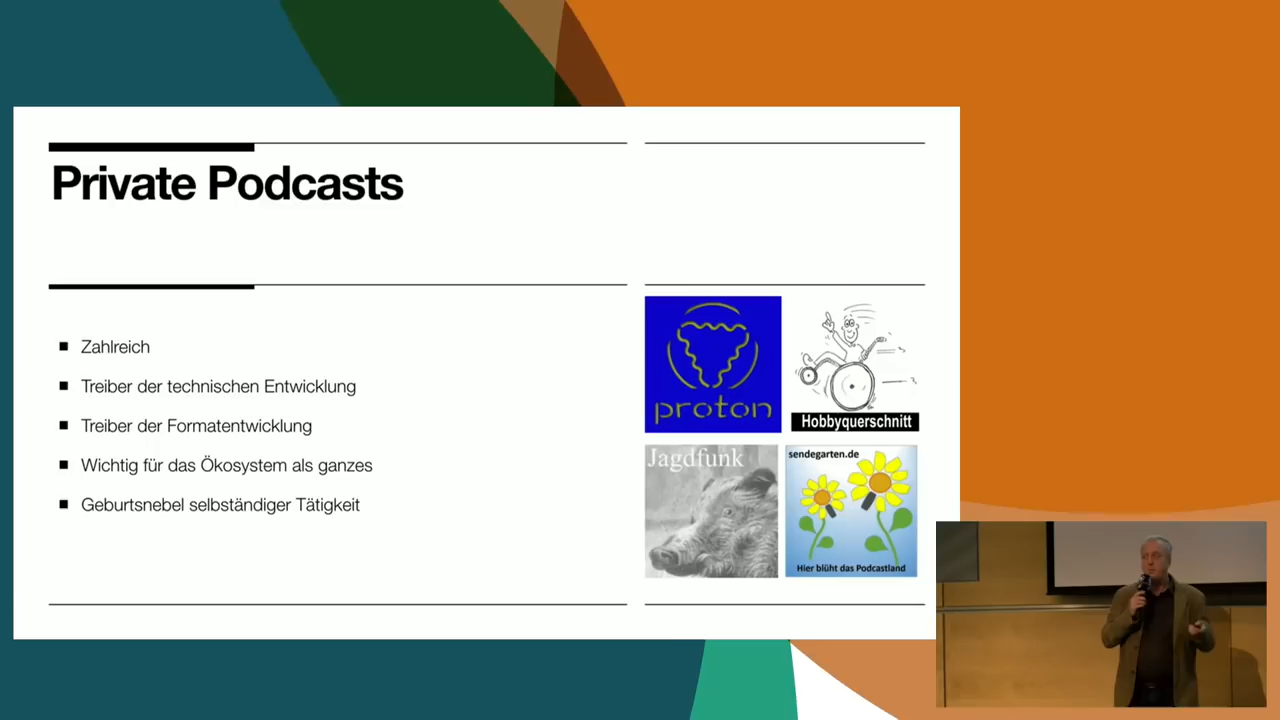 Private Podcasts
Zahlreich
Treiber der technischen Entwicklung
Treiber der Formatentwicklung
Wichtig für das Ökosystem als ganzes
Geburtsnebel selbständiger Tätigkeit
proton
Hobbyquerschnitt
Jagdfunk
sendegarten.de
Hier blüht das Podcastland